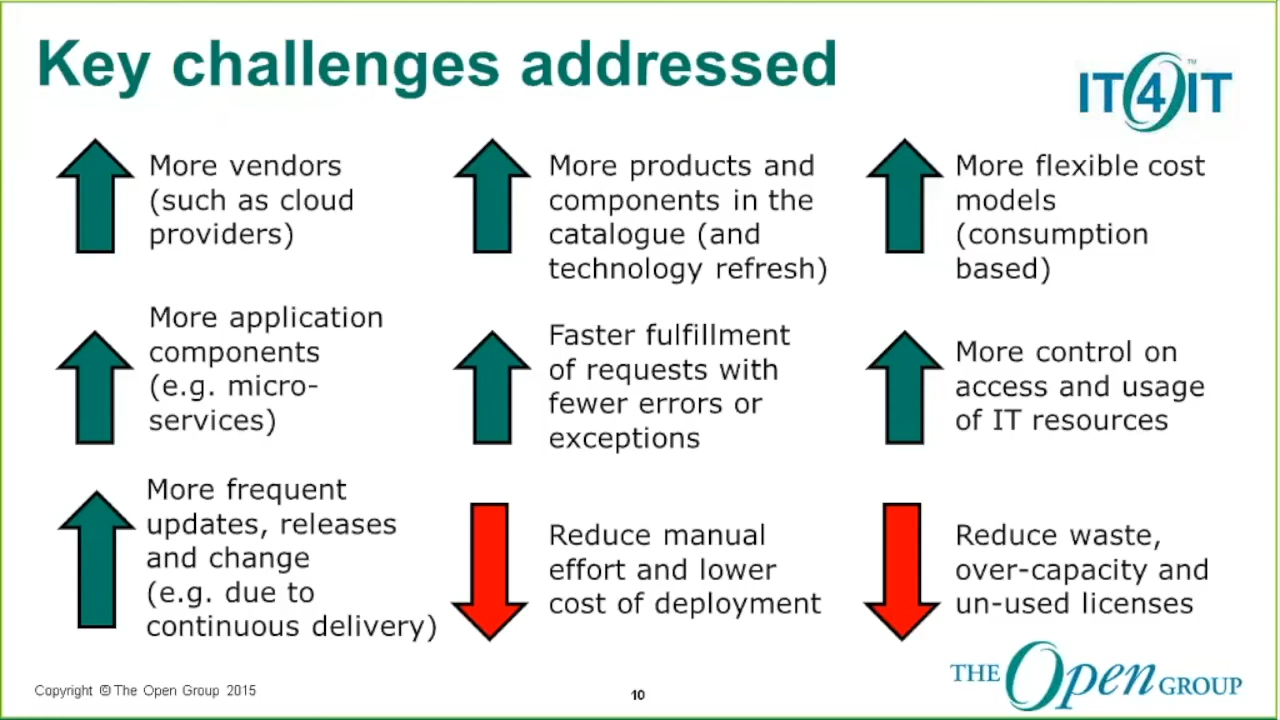 Key challenges addressed
IT4IT™
More vendors
(such as cloud
providers)
More products and
components in the
catalogue (and
technology refresh)
More flexible cost
models
(consumption
based)
More application
components
(e.g. micro-
services)
Faster fulfillment
of requests with
fewer errors or
exceptions
More control on
access and usage
of IT resources
More frequent
updates, releases
and change
(e.g. due to
continuous delivery)
Reduce manual
effort and lower
cost of deployment
Reduce waste,
over-capacity and
un-used licenses
Copyright © The Open Group 2015
10
THE Open GROUP